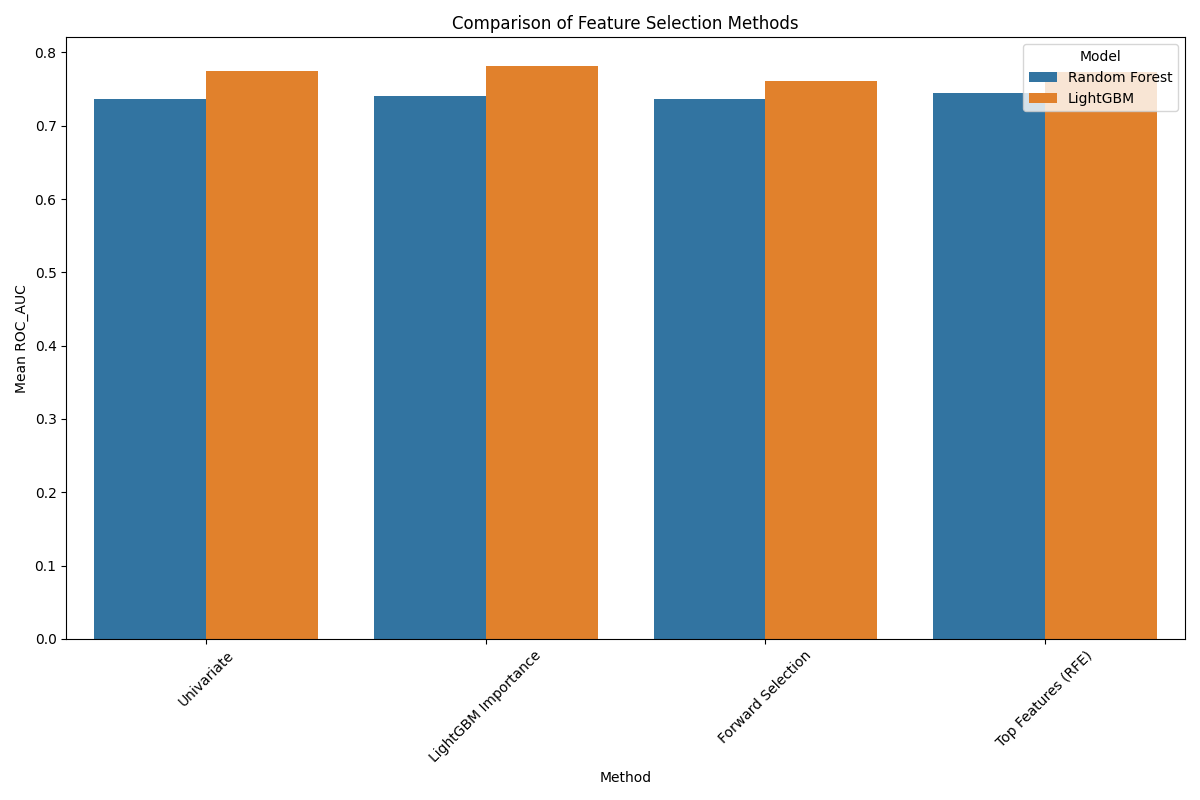 Comparison of Feature Selection Methods
Model
Random Forest
LightGBM
Mean ROC_AUC
0.8
0.7
0.6
0.5
0.4
0.3
0.2
0.1
0.0
Univariate
LightGBM Importance
Forward Selection
Top Features (RFE)
Method